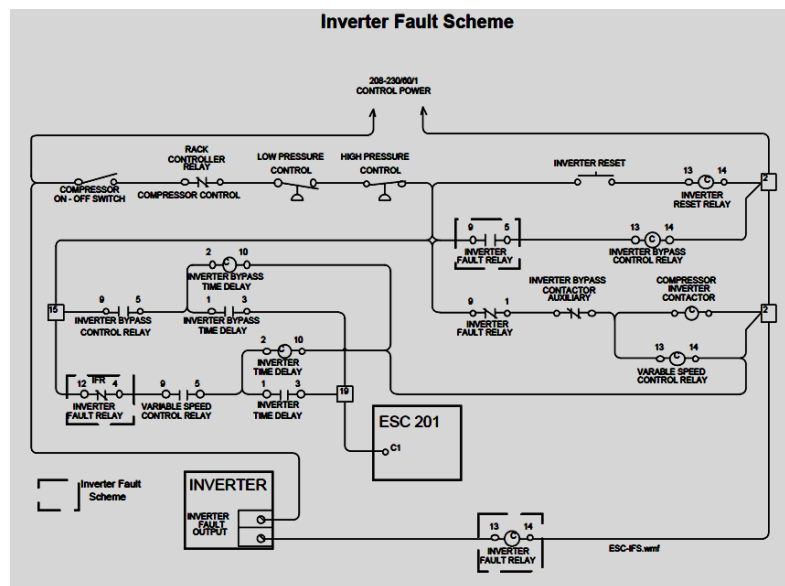 Inverter Fault Scheme
208-230/60/1
CONTROL POWER
RACK
CONTROLLER
RELAY
LOW PRESSURE
CONTROL
HIGH PRESSURE
CONTROL
INVERTER RESET
13 14
C
2
COMPRESSOR
ON - OFF SWITCH
COMPRESSOR CONTROL
INVERTER
RESET RELAY
9 5
INVERTER
FAULT RELAY
13 14
C
INVERTER BYPASS
CONTROL RELAY
2 10
C
INVERTER BYPASS
TIME DELAY
15
9 5
INVERTER BYPASS
CONTROL RELAY
1 3
INVERTER BYPASS
TIME DELAY
9 1
INVERTER
FAULT RELAY
INVERTER BYPASS
CONTACTOR
AUXILIARY
COMPRESSOR
INVERTER
CONTACTOR
C
2
13 14
C
VARABLE SPEED
CONTROL RELAY
2 10
C
INVERTER
TIME DELAY
IFR
12 4
INVERTER
FAULT RELAY
9 5
VARIABLE SPEED
CONTROL RELAY
1 3
INVERTER
TIME DELAY
19
ESC 201
C1
Inverter Fault
Scheme
INVERTER
INVERTER
FAULT
OUTPUT
13 14
C
INVERTER
FAULT RELAY
ESC-IFS.wmf